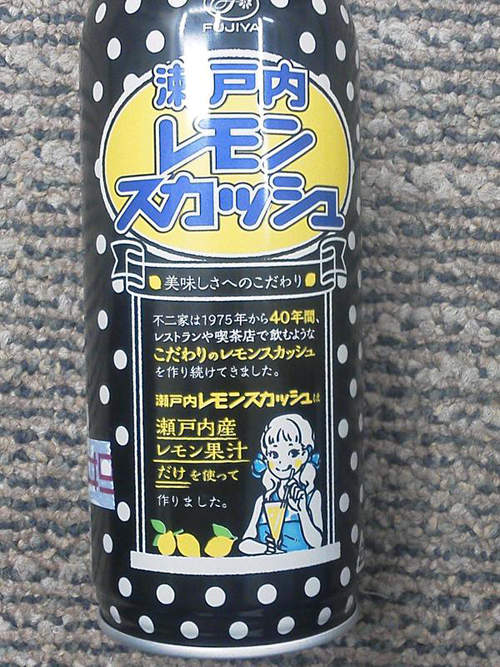 FUJIYA
瀬戸内
レモン
スカッシュ
美味しさへのこだわり
不二家は1975年から40年間、
レストランや喫茶店で飲むような
こだわりのレモンスカッシュ
を作り続けてきました。
瀬戸内レモンスカッシュは
瀬戸内産
レモン果汁
だけを使って
作りました。